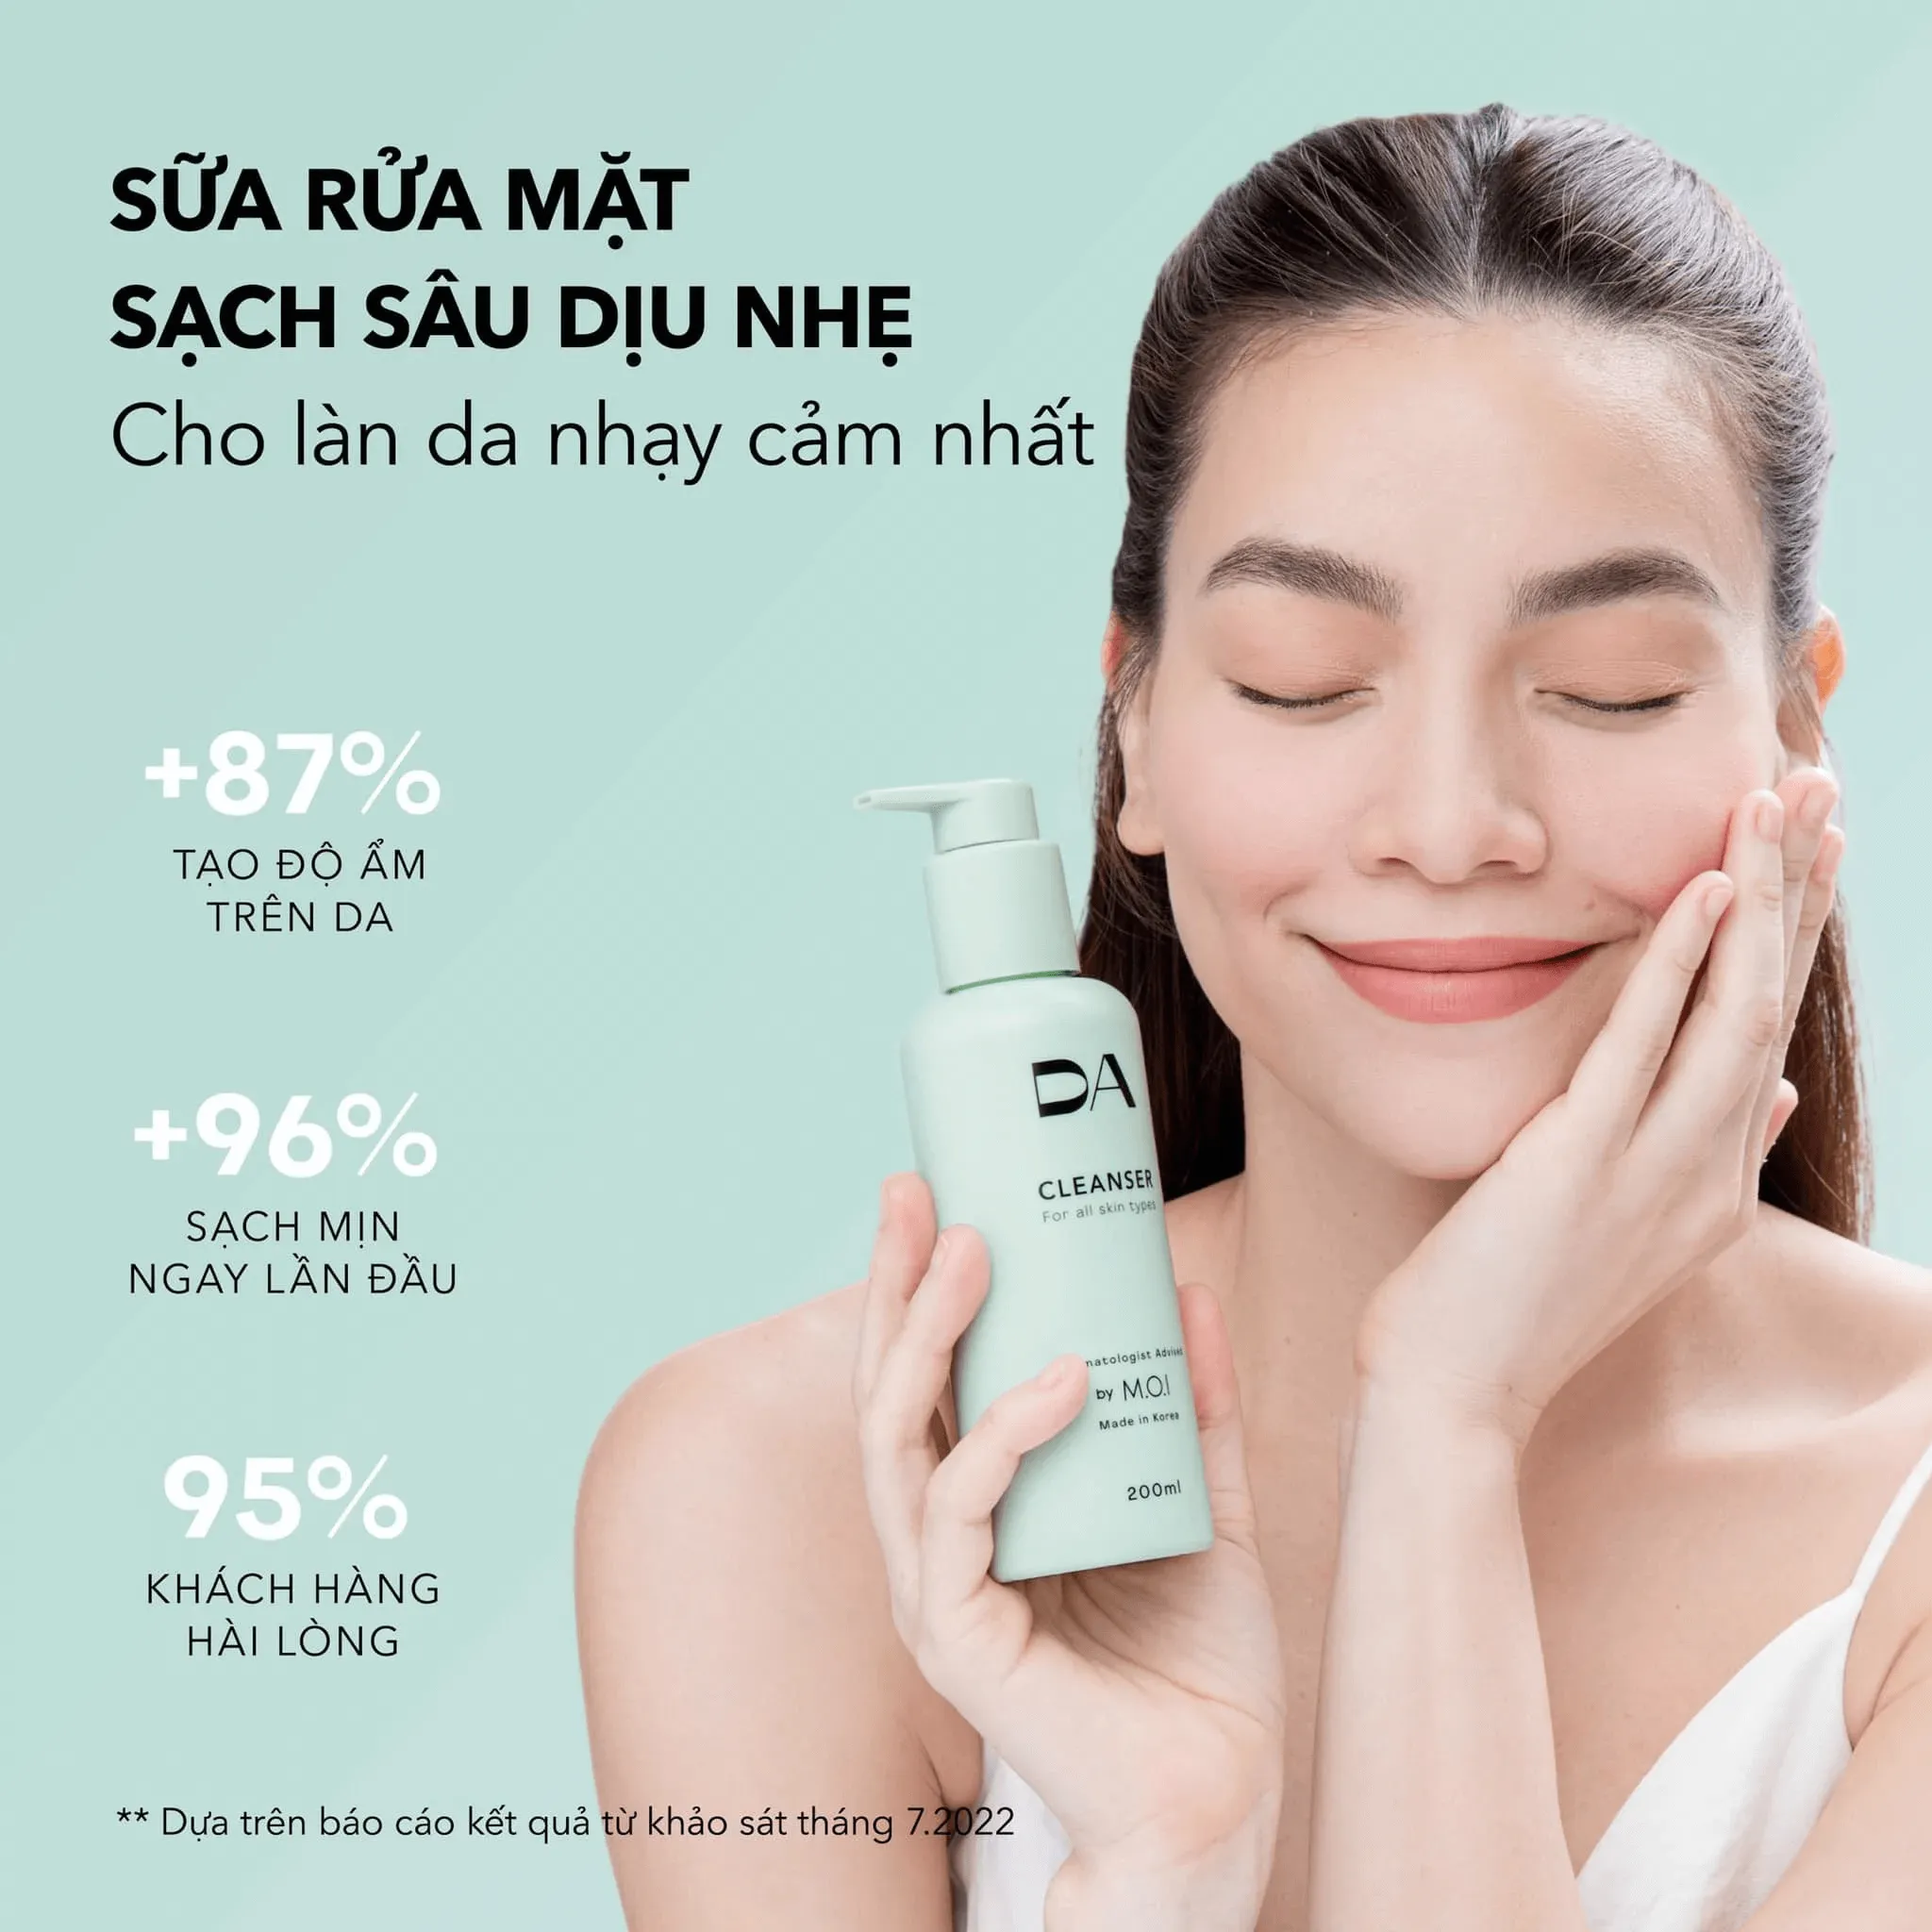 SỮA RỬA MẶT
SẠCH SÂU DỊU NHẸ
Cho làn da nhạy cảm nhất
+87%
TẠO ĐỘ ẨM
TRÊN DA
+96%
SẠCH MỊN
NGAY LẦN ĐẦU
95%
KHÁCH HÀNG
HÀI LÒNG
** Dựa trên báo cáo kết quả từ khảo sát tháng 7.2022
DA
CLEANSER
For all skin types
matologist Advised
by M.O.I
Made in Korea
200ml